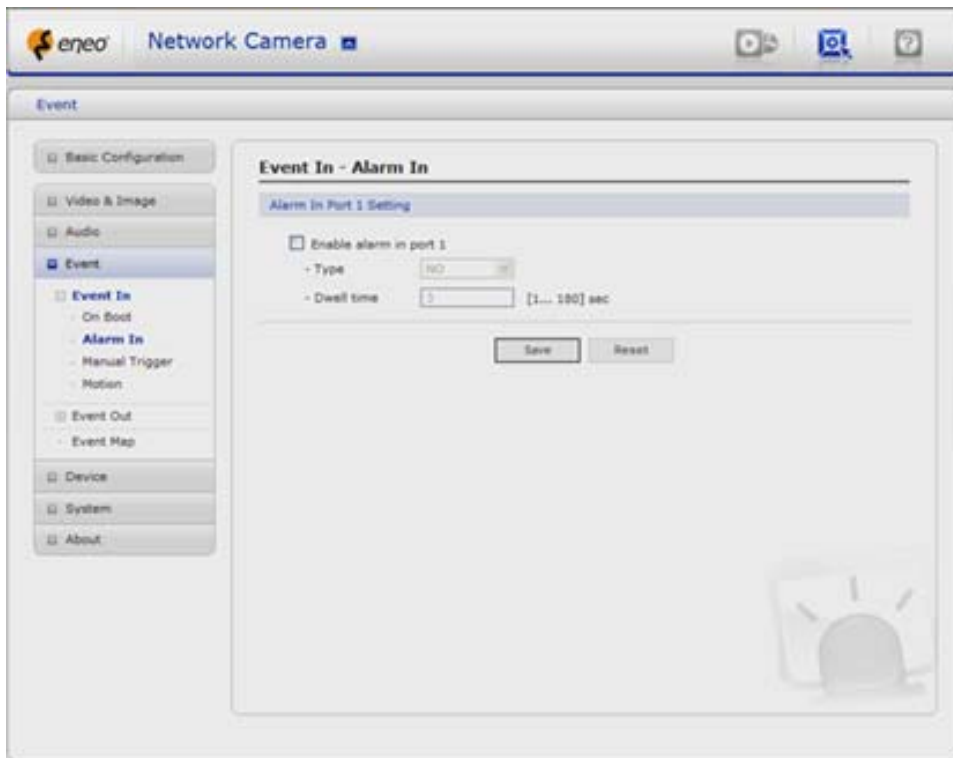 eneo
Network Camera
Event
Basic Configuration
Video & Image
Audio
Event
Event In
On Boot
Alarm In
Manual Trigger
Motion
Event Out
Event Map
Device
System
About
Event In - Alarm In
Alarm In Port 1 Setting
Enable alarm in port 1
- Type NO
- Dwell time [1... 180] sec
Save Reset